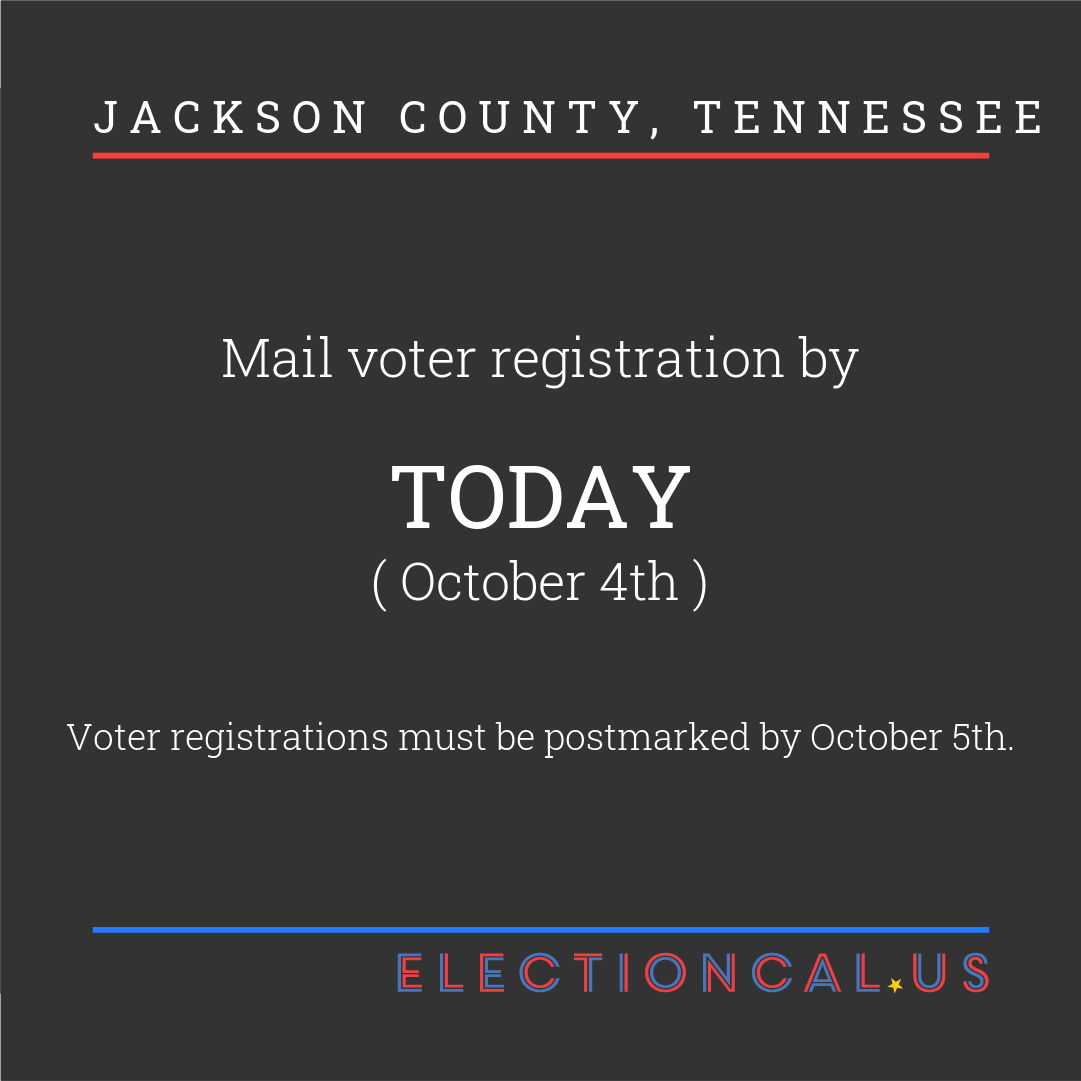 JACKSON COUNTY, TENNESSEE
Mail voter registration by
TODAY
( October 4th )
Voter registrations must be postmarked by October 5th.
ELECTIONCAL.US